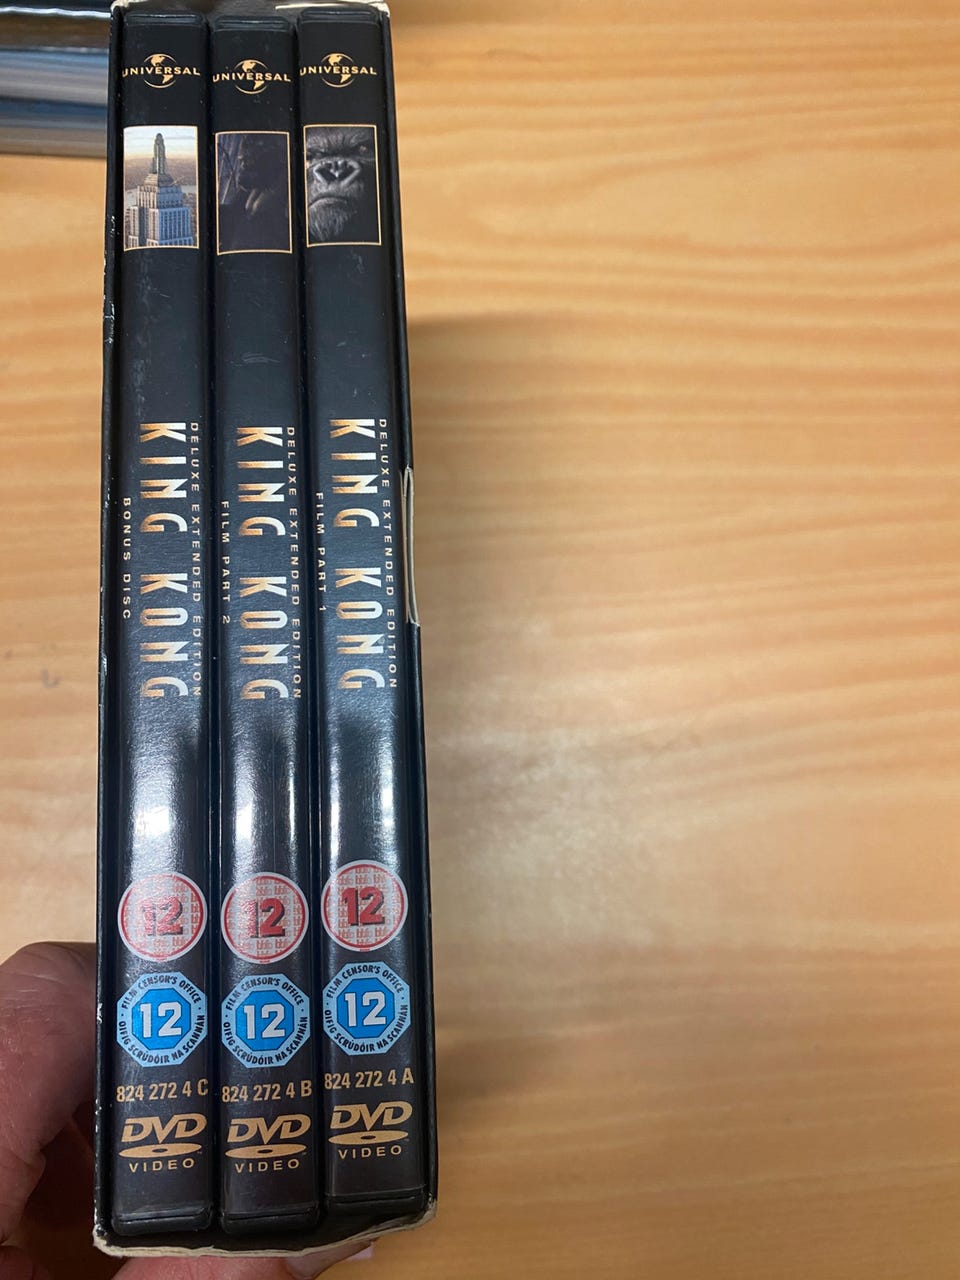 UNIVERSAL
DELUXE EXTENDED EDITION
KING KONG
BONUS DISC
12
FILM CENSOR'S OFFICE
12
OIFIG SCRÚDÓIR NA SCANNÁN
824 272 4 C
DVD
VIDEO
UNIVERSAL
DELUXE EXTENDED EDITION
KING KONG
FILM PART 2
12
FILM CENSOR'S OFFICE
12
OIFIG SCRÚDÓIR NA SCANNÁN
824 272 4 B
DVD
VIDEO
UNIVERSAL
DELUXE EXTENDED EDITION
KING KONG
FILM PART 1
12
FILM CENSOR'S OFFICE
12
OIFIG SCRÚDÓIR NA SCANNÁN
824 272 4 A
DVD
VIDEO